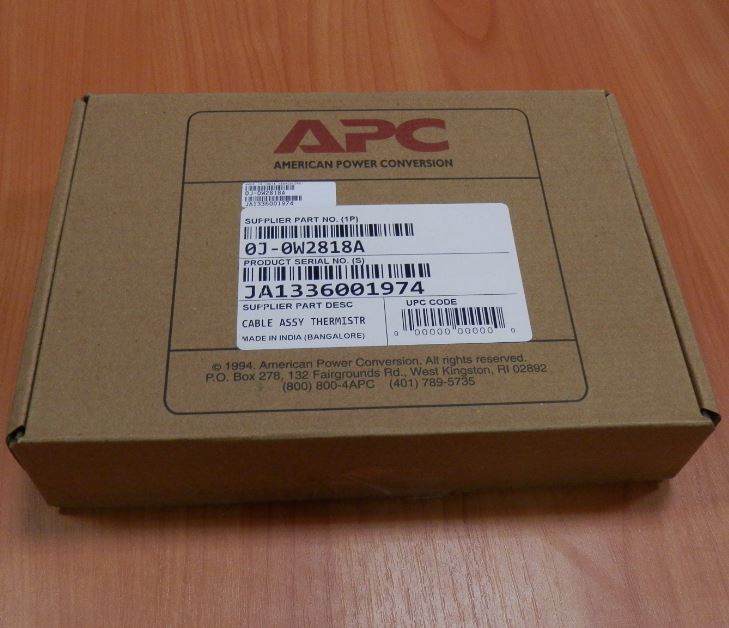 APC
AMERICAN POWER CONVERSION
0J-0W2818A
JA1336001974
SUPPLIER PART NO. (1P)
0J-0W2818A
PRODUCT SERIAL NO. (S)
JA1336001974
SUPPLIER PART DESC
CABLE ASSY THERMISTR
MADE IN INDIA (BANGALORE)
UPC CODE
0 00000 00000 0
© 1994. American Power Conversion. All rights reserved.
P.O. Box 278, 132 Fairgrounds Rd., West Kingston, RI 02892
(800) 800-4APC (401) 789-5735